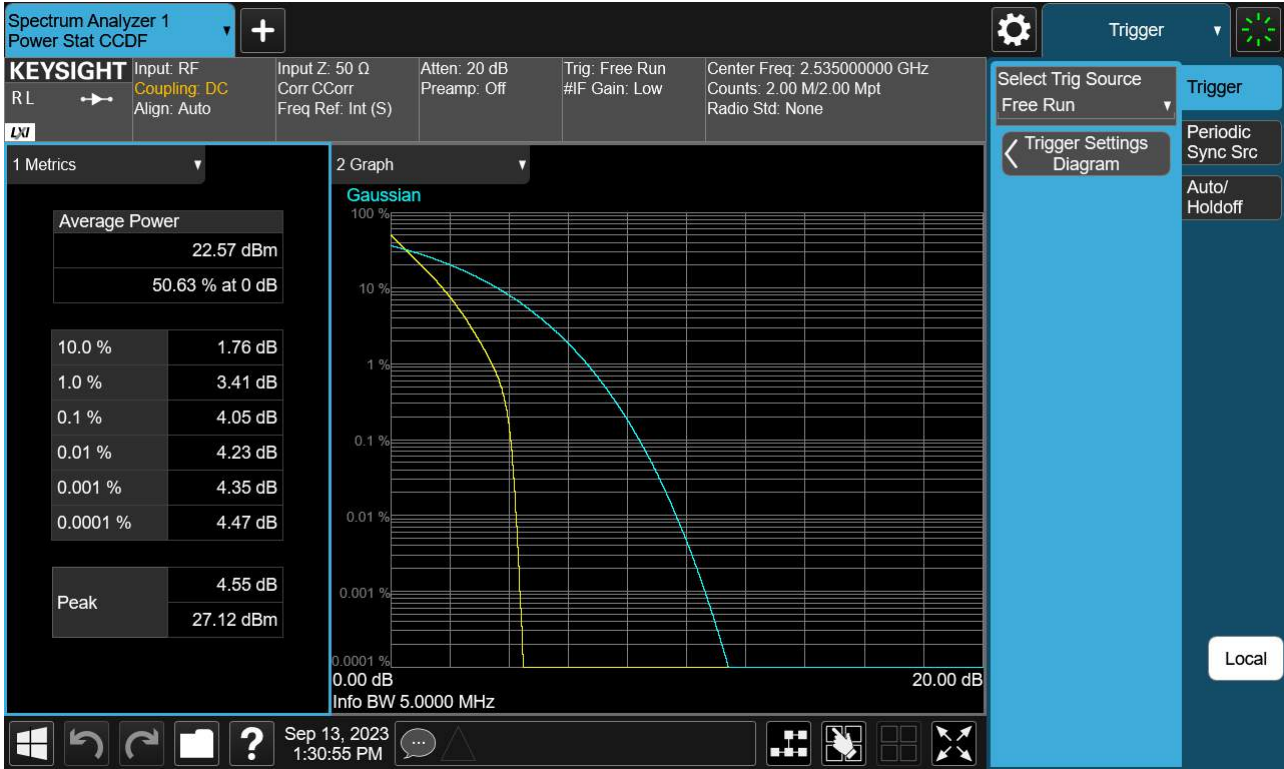 Spectrum Analyzer 1
Power Stat CCDF
Trigger
KEYSIGHT
R L
LXI
Input: RF
Coupling: DC
Align: Auto
Input Z: 50 Ω
Corr CCorr
Freq Ref: Int (S)
Atten: 20 dB
Preamp: Off
Trig: Free Run
#IF Gain: Low
Center Freq: 2.535000000 GHz
Counts: 2.00 M/2.00 Mpt
Radio Std: None
Select Trig Source
Free Run
Trigger Settings
Diagram
Trigger
Periodic
Sync Src
Auto/
Holdoff
1 Metrics
Average Power
22.57 dBm
50.63 % at 0 dB
10.0 % 1.76 dB
1.0 % 3.41 dB
0.1 % 4.05 dB
0.01 % 4.23 dB
0.001 % 4.35 dB
0.0001 % 4.47 dB
Peak
4.55 dB
27.12 dBm
2 Graph
Gaussian
100 %
10 %
1 %
0.1 %
0.01 %
0.001 %
0.0001 %
0.00 dB 20.00 dB
Info BW 5.0000 MHz
Local
?
Sep 13, 2023
1:30:55 PM